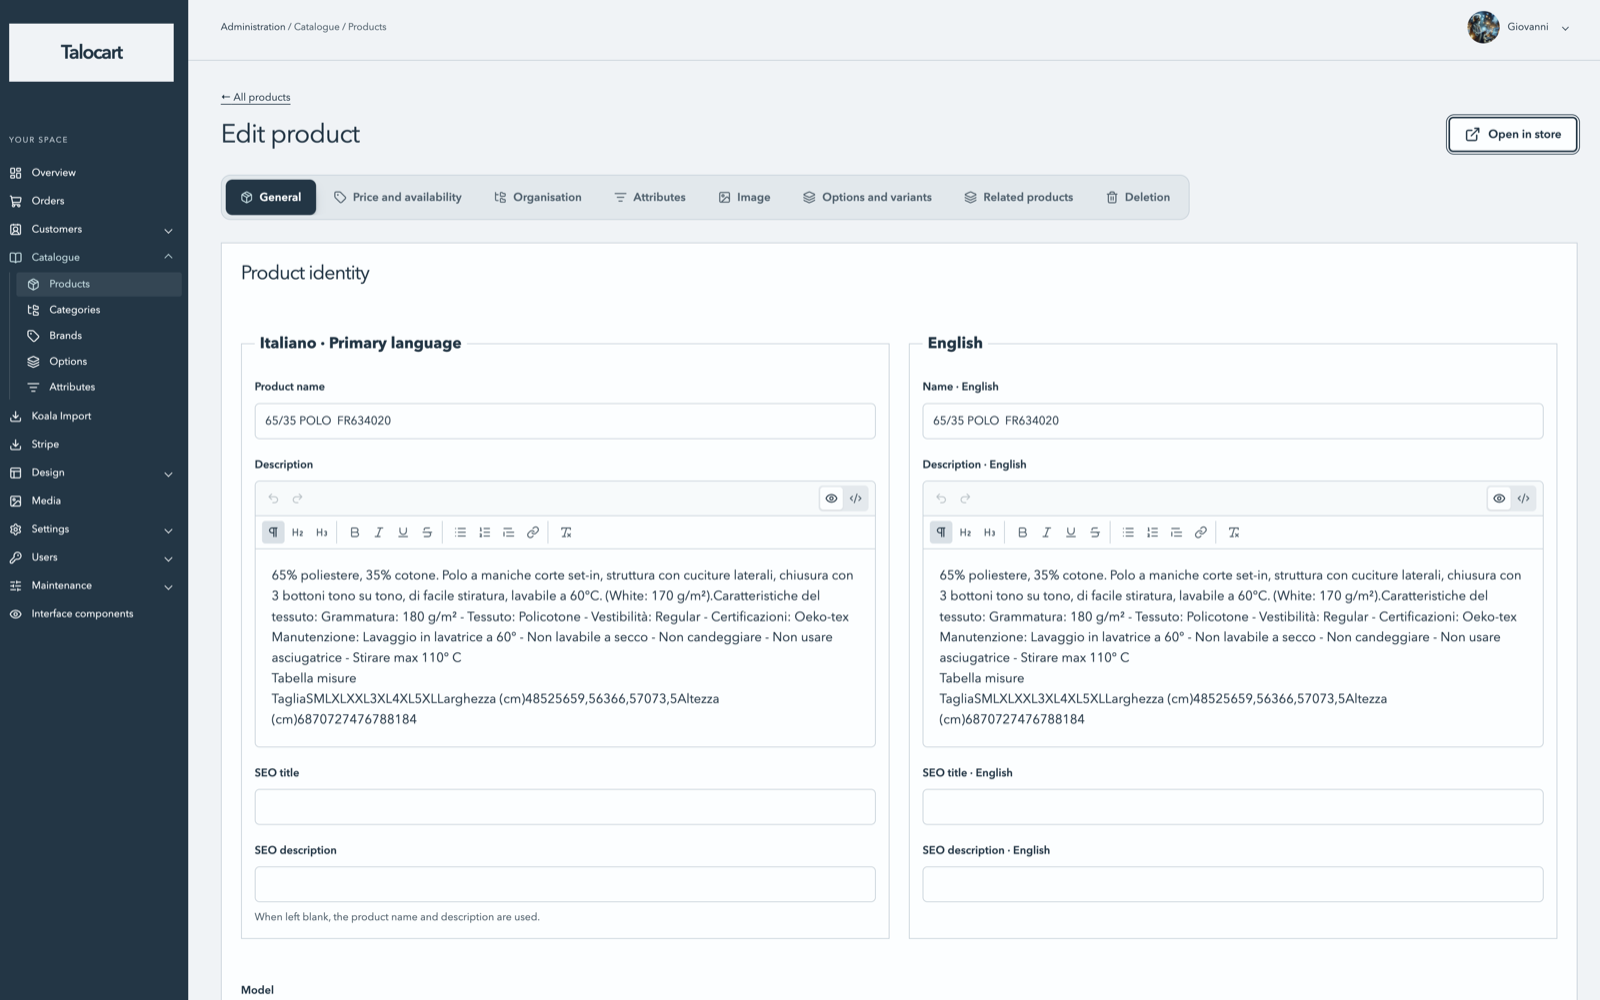 Talocart
YOUR SPACE
Overview
Orders
Customers
Catalogue
Products
Categories
Brands
Options
Attributes
Koala Import
Stripe
Design
Media
Settings
Users
Maintenance
Interface components
Administration / Catalogue / Products
Giovanni
← All products
Edit product
Open in store
General
Price and availability
Organisation
Attributes
Image
Options and variants
Related products
Deletion
Product identity
Italiano · Primary language
Product name
65/35 POLO  FR634020
Description
H2 H3 B I U S
65% poliestere, 35% cotone. Polo a maniche corte set-in, struttura con cuciture laterali, chiusura con
3 bottoni tono su tono, di facile stiratura, lavabile a 60°C. (White: 170 g/m²).Caratteristiche del
tessuto: Grammatura: 180 g/m² - Tessuto: Policotone - Vestibilità: Regular - Certificazioni: Oeko-tex
Manutenzione: Lavaggio in lavatrice a 60° - Non lavabile a secco - Non candeggiare - Non usare
asciugatrice - Stirare max 110° C
Tabella misure
TagliaSMLXLXXL3XL4XL5XLLarghezza (cm)48525659,56366,57073,5Altezza
(cm)6870727476788184
SEO title
SEO description
When left blank, the product name and description are used.
English
Name · English
65/35 POLO  FR634020
Description · English
H2 H3 B I U S
65% poliestere, 35% cotone. Polo a maniche corte set-in, struttura con cuciture laterali, chiusura con
3 bottoni tono su tono, di facile stiratura, lavabile a 60°C. (White: 170 g/m²).Caratteristiche del
tessuto: Grammatura: 180 g/m² - Tessuto: Policotone - Vestibilità: Regular - Certificazioni: Oeko-tex
Manutenzione: Lavaggio in lavatrice a 60° - Non lavabile a secco - Non candeggiare - Non usare
asciugatrice - Stirare max 110° C
Tabella misure
TagliaSMLXLXXL3XL4XL5XLLarghezza (cm)48525659,56366,57073,5Altezza
(cm)6870727476788184
SEO title · English
SEO description · English
Model